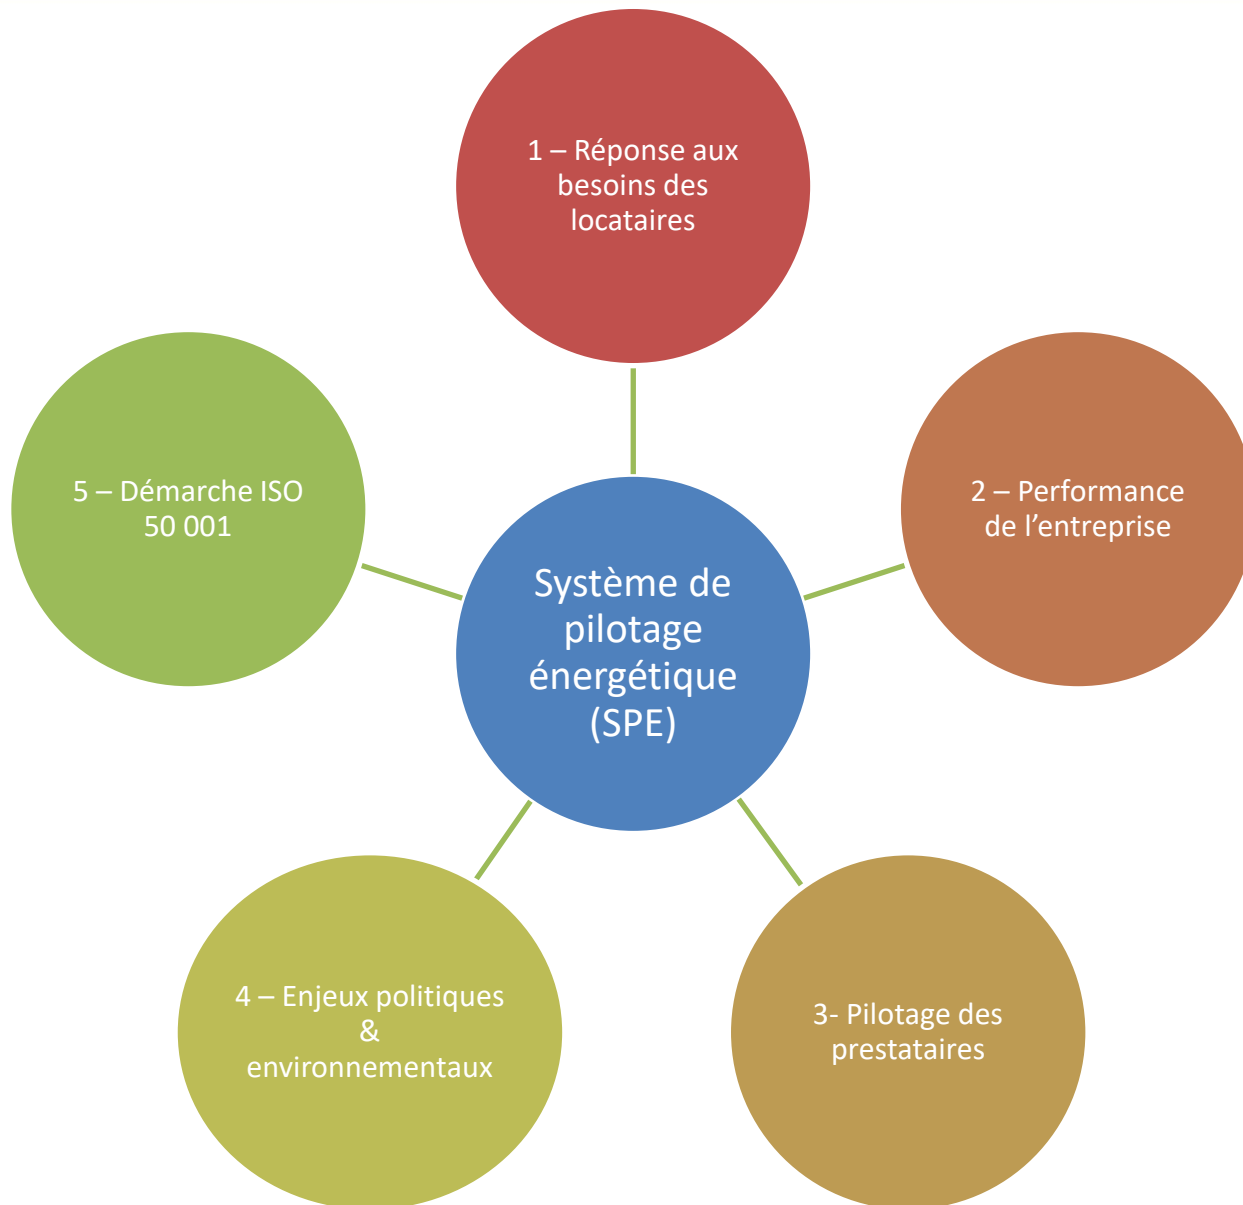 1 – Réponse aux
besoins des
locataires
2 – Performance
de l’entreprise
3- Pilotage des
prestataires
4 – Enjeux politiques
&
environnementaux
5 – Démarche ISO
50 001
Système de
pilotage
énergétique
(SPE)